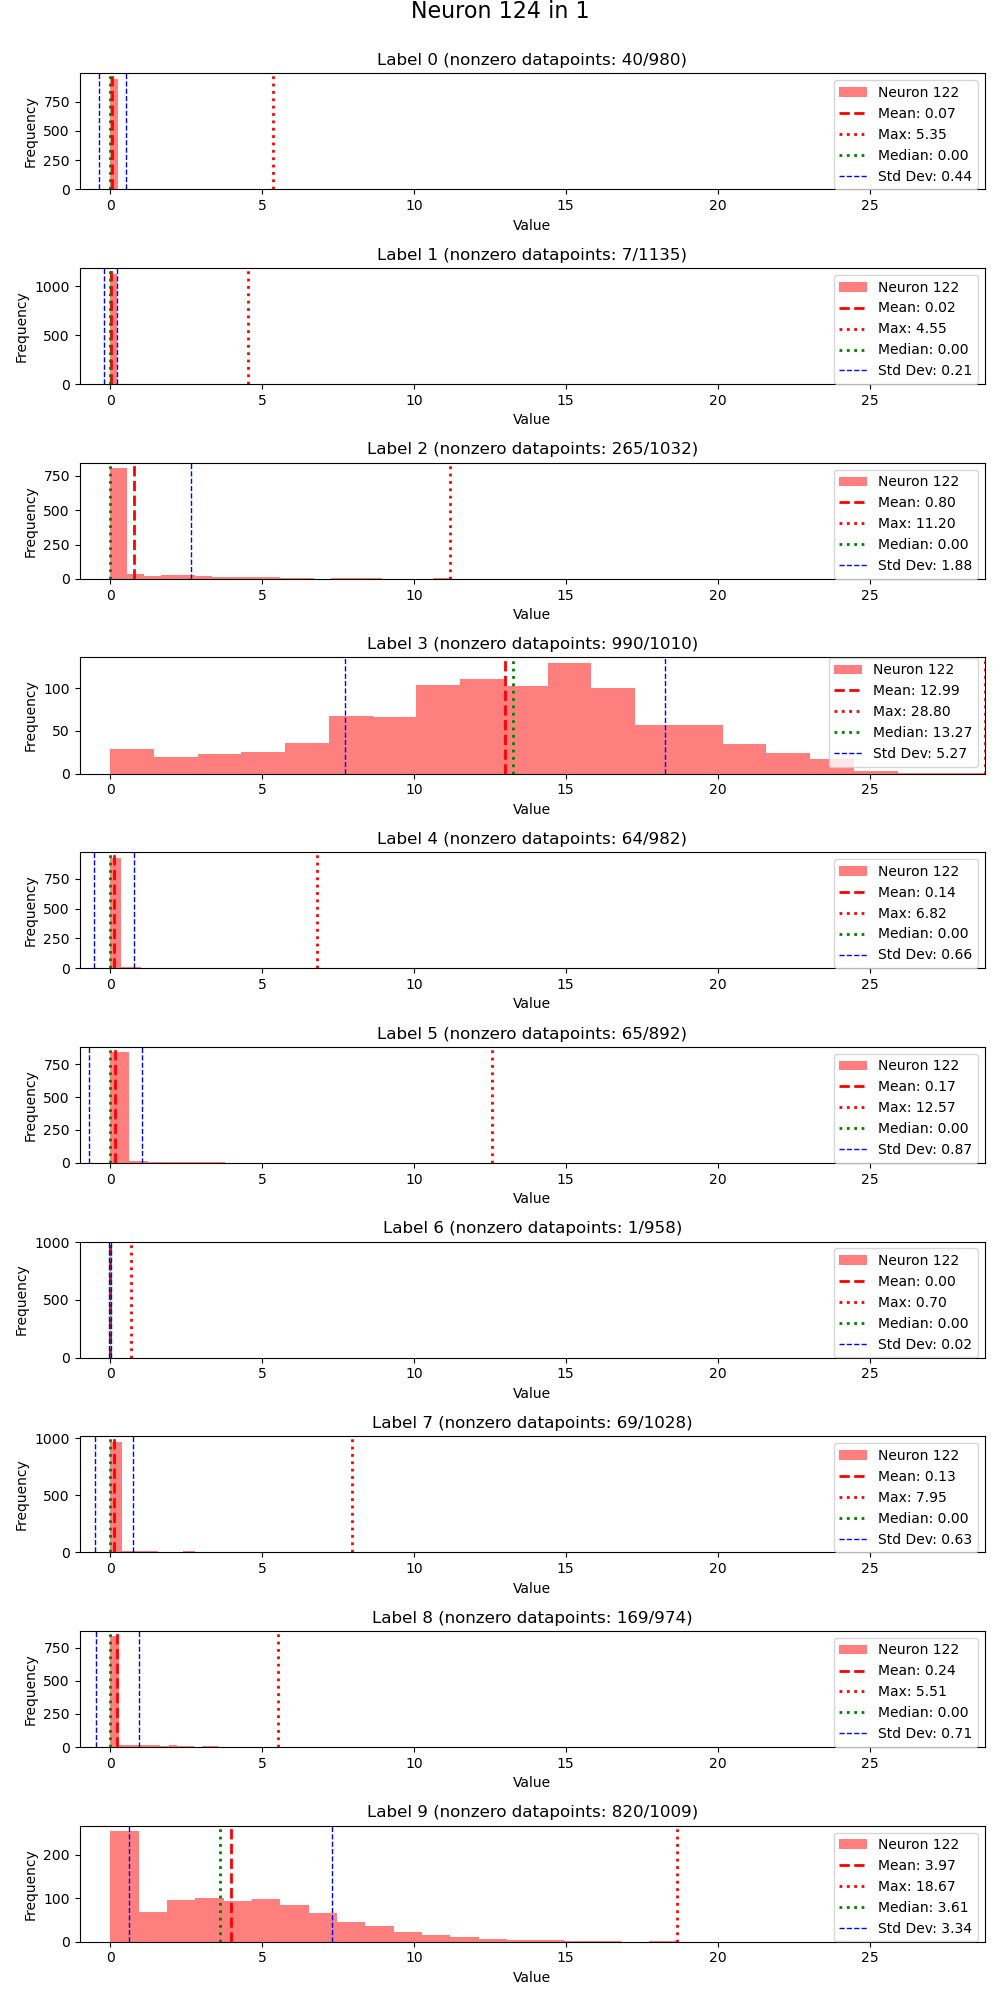 Neuron 124 in 1
Label 0 (nonzero datapoints: 40/980)
Frequency
750
500
250
0
Neuron 122
Mean: 0.07
Max: 5.35
Median: 0.00
Std Dev: 0.44
0 5 10 15 20 25
Value
Label 1 (nonzero datapoints: 7/1135)
Frequency
1000
500
0
Neuron 122
Mean: 0.02
Max: 4.55
Median: 0.00
Std Dev: 0.21
0 5 10 15 20 25
Value
Label 2 (nonzero datapoints: 265/1032)
Frequency
750
500
250
0
Neuron 122
Mean: 0.80
Max: 11.20
Median: 0.00
Std Dev: 1.88
0 5 10 15 20 25
Value
Label 3 (nonzero datapoints: 990/1010)
Frequency
100
50
0
Neuron 122
Mean: 12.99
Max: 28.80
Median: 13.27
Std Dev: 5.27
0 5 10 15 20 25
Value
Label 4 (nonzero datapoints: 64/982)
Frequency
750
500
250
0
Neuron 122
Mean: 0.14
Max: 6.82
Median: 0.00
Std Dev: 0.66
0 5 10 15 20 25
Value
Label 5 (nonzero datapoints: 65/892)
Frequency
750
500
250
0
Neuron 122
Mean: 0.17
Max: 12.57
Median: 0.00
Std Dev: 0.87
0 5 10 15 20 25
Value
Label 6 (nonzero datapoints: 1/958)
Frequency
1000
500
0
Neuron 122
Mean: 0.00
Max: 0.70
Median: 0.00
Std Dev: 0.02
0 5 10 15 20 25
Value
Label 7 (nonzero datapoints: 69/1028)
Frequency
1000
500
0
Neuron 122
Mean: 0.13
Max: 7.95
Median: 0.00
Std Dev: 0.63
0 5 10 15 20 25
Value
Label 8 (nonzero datapoints: 169/974)
Frequency
750
500
250
0
Neuron 122
Mean: 0.24
Max: 5.51
Median: 0.00
Std Dev: 0.71
0 5 10 15 20 25
Value
Label 9 (nonzero datapoints: 820/1009)
Frequency
200
100
0
Neuron 122
Mean: 3.97
Max: 18.67
Median: 3.61
Std Dev: 3.34
0 5 10 15 20 25
Value